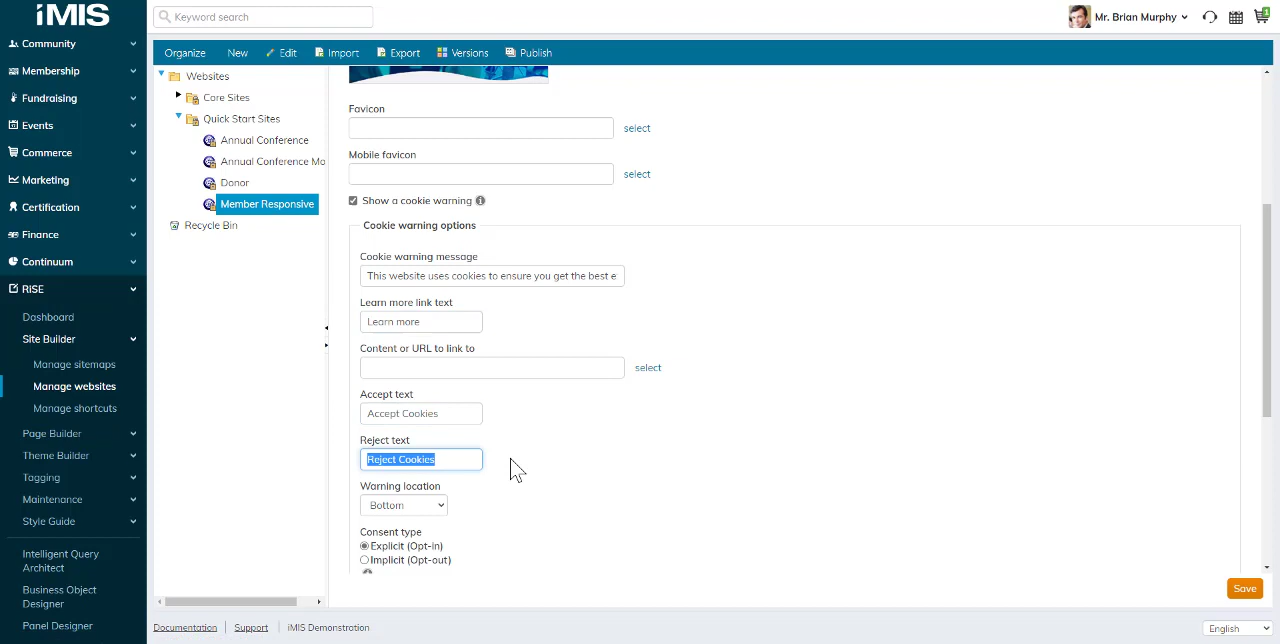 iMIS
Keyword search
Mr. Brian Murphy
1
Community
Membership
Fundraising
Events
Commerce
Marketing
Certification
Finance
Continuum
RISE
Dashboard
Site Builder
Manage sitemaps
Manage websites
Manage shortcuts
Page Builder
Theme Builder
Tagging
Maintenance
Style Guide
Intelligent Query
Architect
Business Object
Designer
Panel Designer
Organize New Edit Import Export Versions Publish
Websites
Core Sites
Quick Start Sites
Annual Conference
Annual Conference Mo
Donor
Member Responsive
Recycle Bin
Favicon
select
Mobile favicon
select
Show a cookie warning
Cookie warning options
Cookie warning message
This website uses cookies to ensure you get the best e
Learn more link text
Learn more
Content or URL to link to
select
Accept text
Accept Cookies
Reject text
Reject Cookies
Warning location
Bottom
Consent type
Explicit (Opt-in)
Implicit (Opt-out)
Save
Documentation Support iMIS Demonstration
English